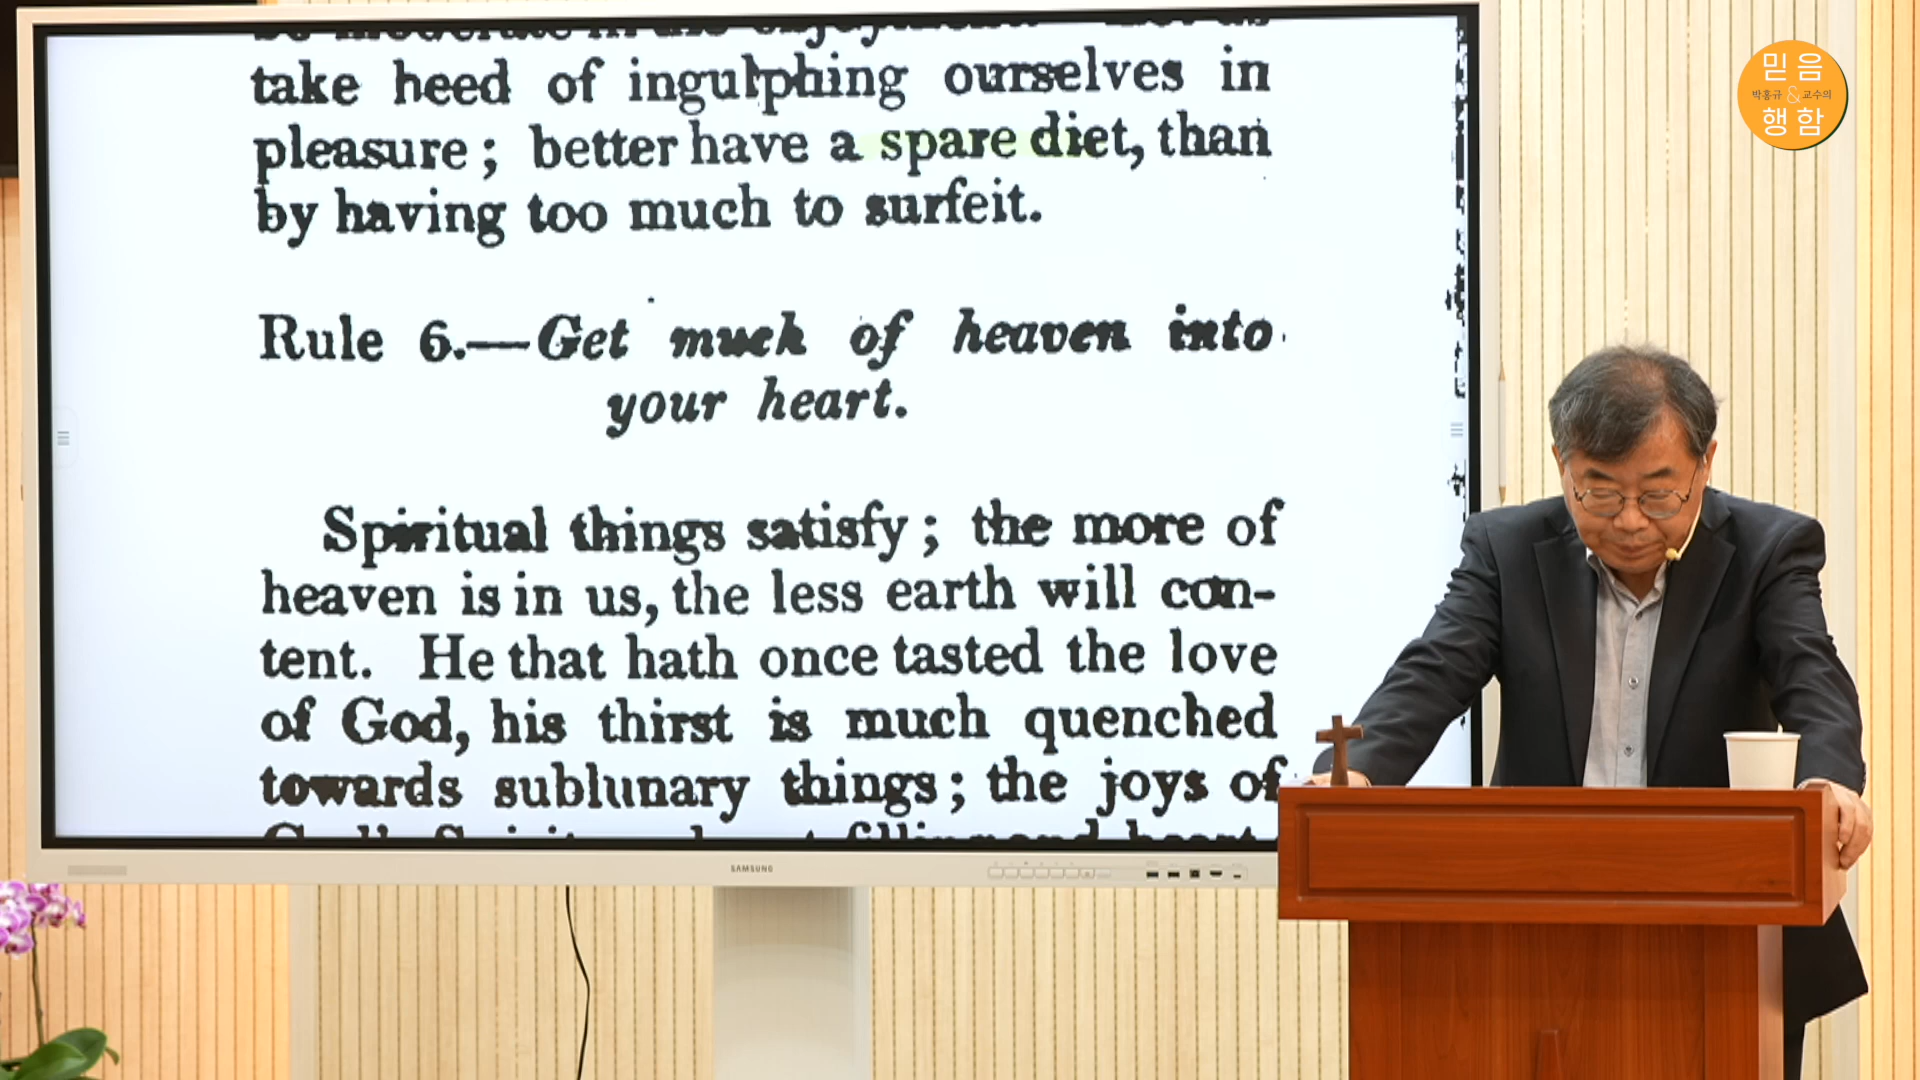 take heed of ingulphing ourselves in
pleasure; better have a spare diet, than
by having too much to surfeit.
Rule 6.—Get much of heaven into
your heart.
Spiritual things satisfy; the more of
heaven is in us, the less earth will con-
tent. He that hath once tasted the love
of God, his thirst is much quenched
towards sublunary things; the joys of
SAMSUNG
믿음
박홍규 & 교수의
행함